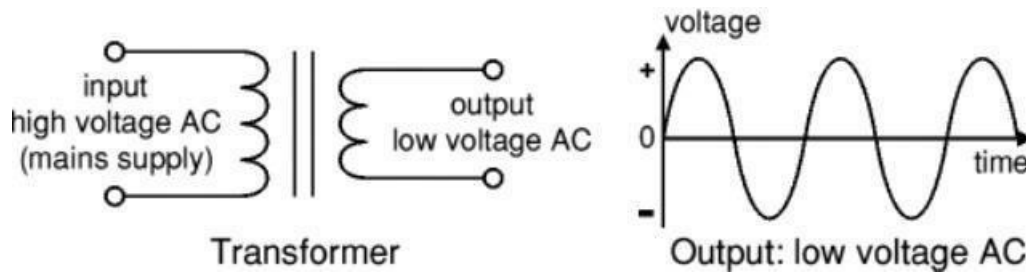 input
high voltage AC
(mains supply)
output
low voltage AC
Transformer
voltage
+
0
-
time
Output: low voltage AC